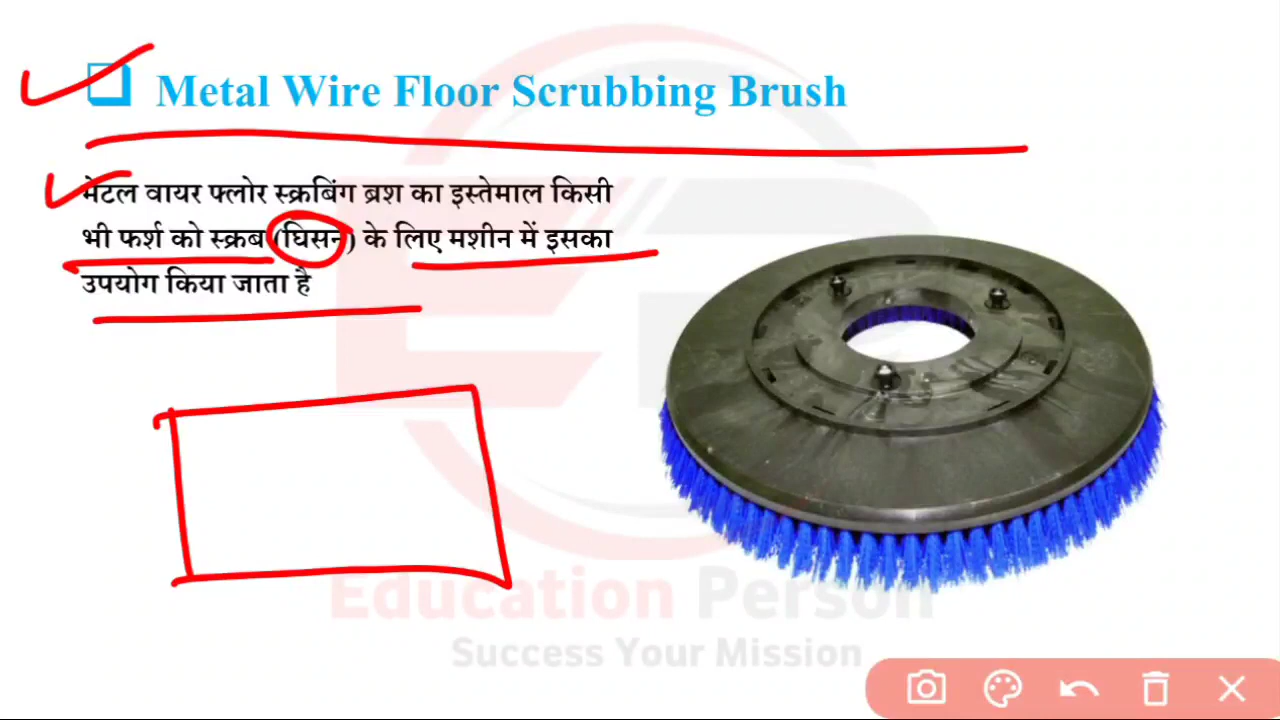 Metal Wire Floor Scrubbing Brush
मेटल वायर फ्लोर स्क्रबिंग ब्रश का इस्तेमाल किसी
भी फर्श को स्क्रब (घिसन) के लिए मशीन में इसका
उपयोग किया जाता है
Education Person
Success Your Mission